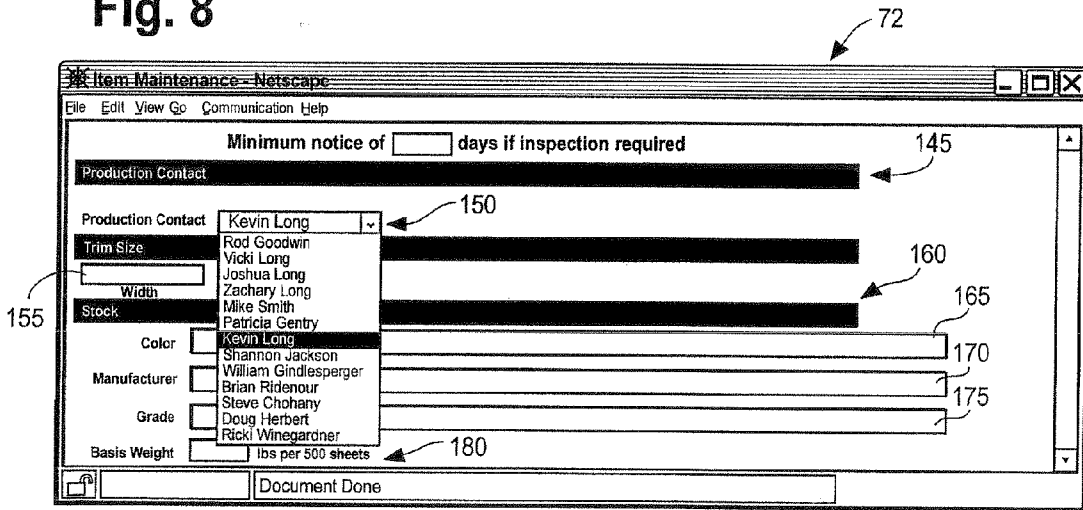 Fig. 8
72
Item Maintenance - Netscape
File Edit View Go Communication Help
Minimum notice of days if inspection required
145
Production Contact
150
Production Contact Kevin Long
Rod Goodwin
Trim Size
Vicki Long
Joshua Long
160
Zachary Long
Width
155
Mike Smith
Stock
Patricia Gentry
165
Kevin Long
Color
Shannon Jackson
170
William Gindlesperger
Manufacturer
Brian Ridenour
175
Steve Chohany
Grade
Doug Herbert
Ricki Winegardner
180
Basis Weight lbs per 500 sheets
Document Done